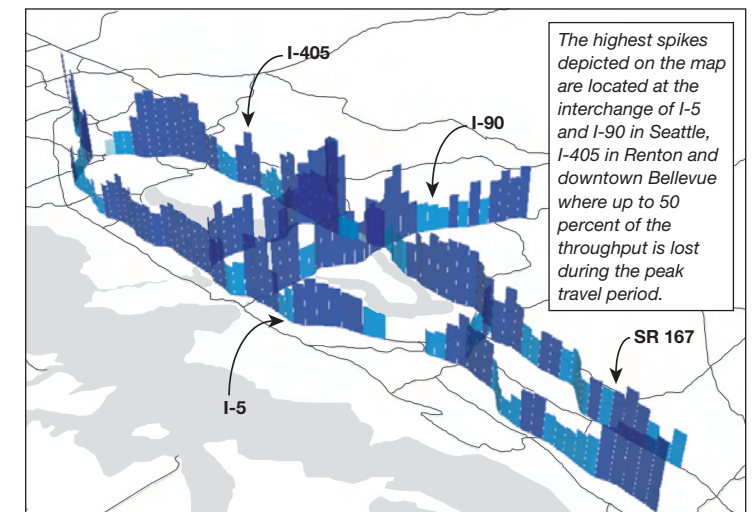 I-405
I-90
The highest spikes
depicted on the map
are located at the
interchange of I-5
and I-90 in Seattle,
I-405 in Renton and
downtown Bellevue
where up to 50
percent of the
throughput is lost
during the peak
travel period.
SR 167
I-5